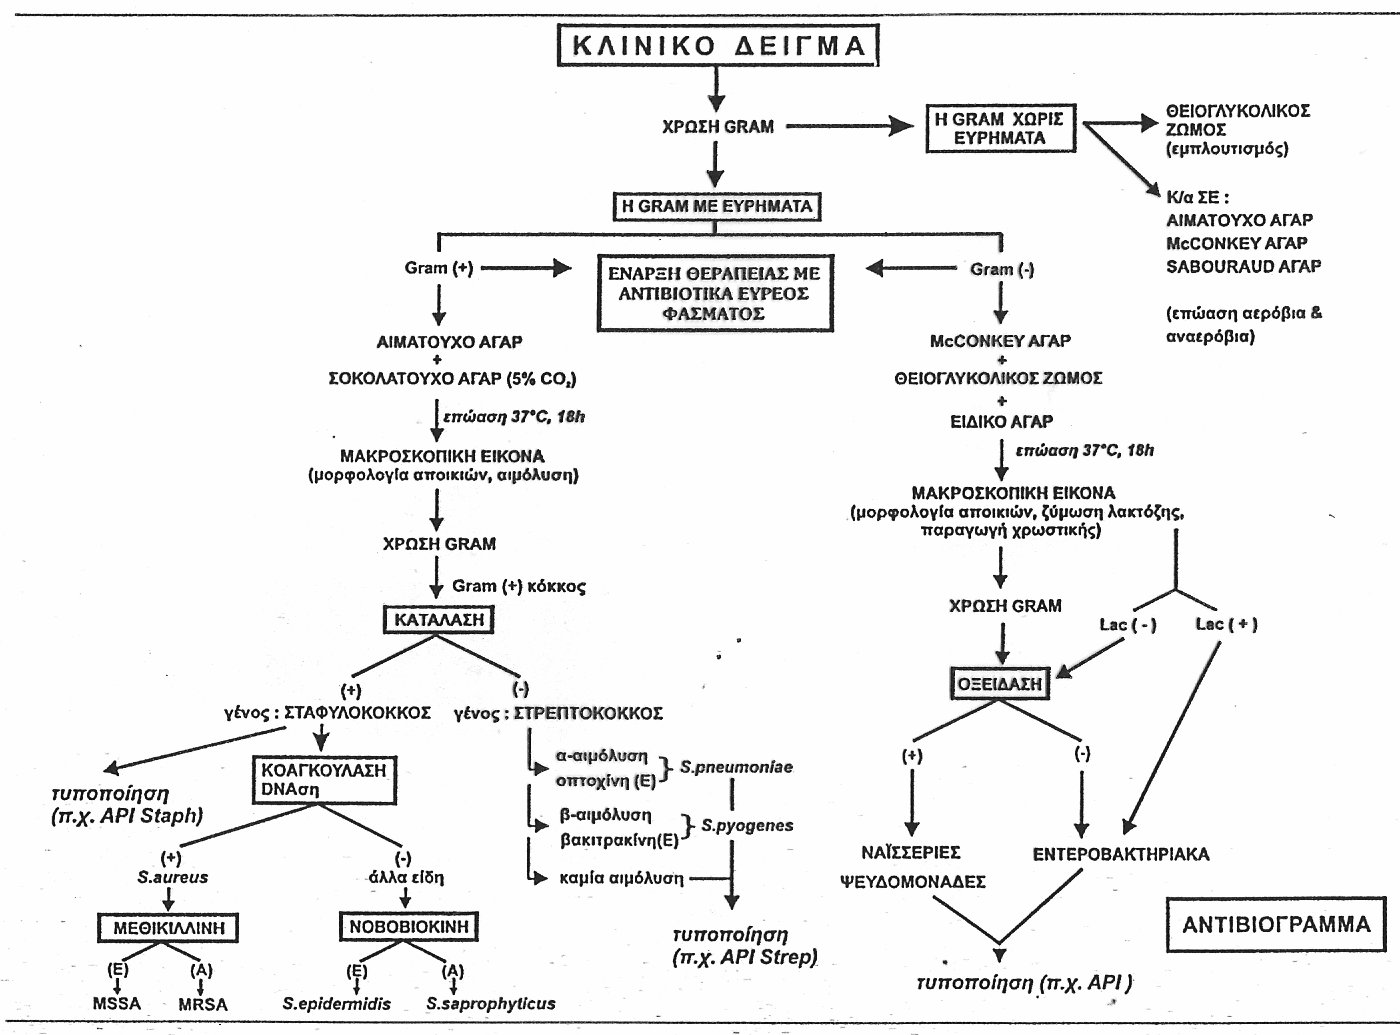 ΚΛΙΝΙΚΟ ΔΕΙΓΜΑ
ΧΡΩΣΗ GRAM
Η GRAM ΧΩΡΙΣ
ΕΥΡΗΜΑΤΑ
ΘΕΙΟΓΛΥΚΟΛΙΚΟΣ
ΖΩΜΟΣ
(εμπλουτισμός)
Κ/α ΣΕ :
ΑΙΜΑΤΟΥΧΟ ΑΓΑΡ
McCONKEY ΑΓΑΡ
SABOURAUD ΑΓΑΡ
(επώαση αερόβια &
αναερόβια)
Η GRAM ΜΕ ΕΥΡΗΜΑΤΑ
Gram (+)
ΕΝΑΡΞΗ ΘΕΡΑΠΕΙΑΣ ΜΕ
ΑΝΤΙΒΙΟΤΙΚΑ ΕΥΡΕΟΣ
ΦΑΣΜΑΤΟΣ
Gram (-)
ΑΙΜΑΤΟΥΧΟ ΑΓΑΡ
+
ΣΟΚΟΛΑΤΟΥΧΟ ΑΓΑΡ (5% CO₂)
επώαση 37°C, 18h
ΜΑΚΡΟΣΚΟΠΙΚΗ ΕΙΚΟΝΑ
(μορφολογία αποικιών, αιμόλυση)
ΧΡΩΣΗ GRAM
Gram (+) κόκκος
ΚΑΤΑΛΑΣΗ
(+)
γένος : ΣΤΑΦΥΛΟΚΟΚΚΟΣ
(-)
γένος : ΣΤΡΕΠΤΟΚΟΚΚΟΣ
τυποποίηση
(π.χ. API Staph)
ΚΟΑΓΚΟΥΛΑΣΗ
DNAση
(+)
S.aureus
(-)
άλλα είδη
ΜΕΘΙΚΙΛΛΙΝΗ
ΝΟΒΟΒΙΟΚΙΝΗ
(Ε)
(Α)
(Ε)
(Α)
MSSA
MRSA
S.epidermidis
S.saprophyticus
α-αιμόλυση
οπτοχίνη (Ε)
S.pneumoniae
β-αιμόλυση
βακιτρακίνη(Ε)
S.pyogenes
καμία αιμόλυση
τυποποίηση
(π.χ. API Strep)
McCONKEY ΑΓΑΡ
+
ΘΕΙΟΓΛΥΚΟΛΙΚΟΣ ΖΩΜΟΣ
+
ΕΙΔΙΚΟ ΑΓΑΡ
επώαση 37°C, 18h
ΜΑΚΡΟΣΚΟΠΙΚΗ ΕΙΚΟΝΑ
(μορφολογία αποικιών, ζύμωση λακτόζης,
παραγωγή χρωστικής)
ΧΡΩΣΗ GRAM
Lac ( - )
Lac ( + )
ΟΞΕΙΔΑΣΗ
(+)
(-)
ΝΑΪΣΣΕΡΙΕΣ
ΨΕΥΔΟΜΟΝΑΔΕΣ
ΕΝΤΕΡΟΒΑΚΤΗΡΙΑΚΑ
τυποποίηση (π.χ. API )
ΑΝΤΙΒΙΟΓΡΑΜΜΑ